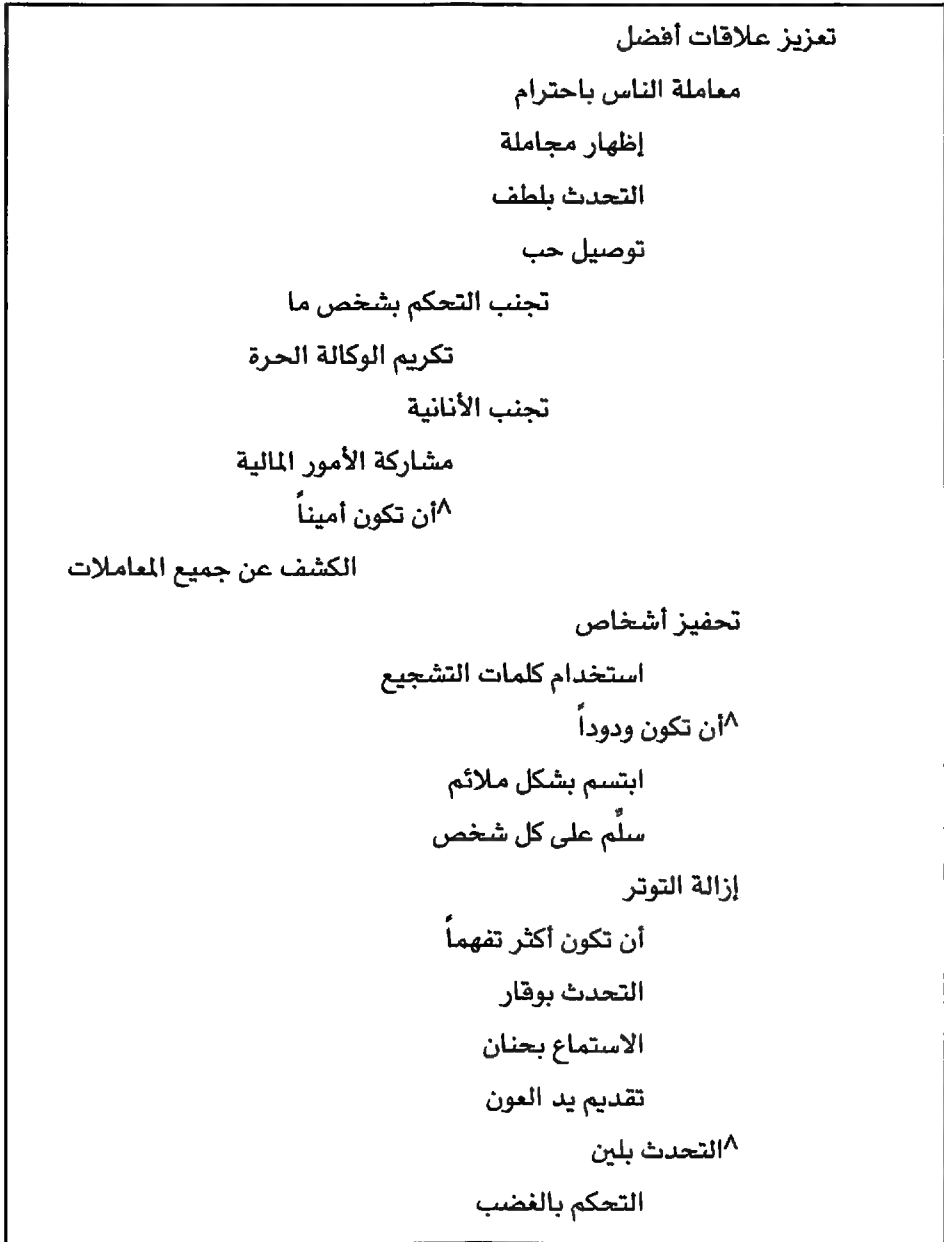 تعزيز علاقات أفضل
معاملة الناس باحترام
إظهار مجاملة
التحدث بلطف
توصيل حب
تجنب التحكم بشخص ما
تكريم الوكالة الحرة
تجنب الأنانية
مشاركة الأمور المالية
^أن تكون أميناً
الكشف عن جميع المعاملات
تحفيز أشخاص
استخدام كلمات التشجيع
^أن تكون ودوداً
ابتسم بشكل ملائم
سلِّم على كل شخص
إزالة التوتر
أن تكون أكثر تفهماً
التحدث بوقار
الاستماع بحنان
تقديم يد العون
^التحدث بلين
التحكم بالغضب